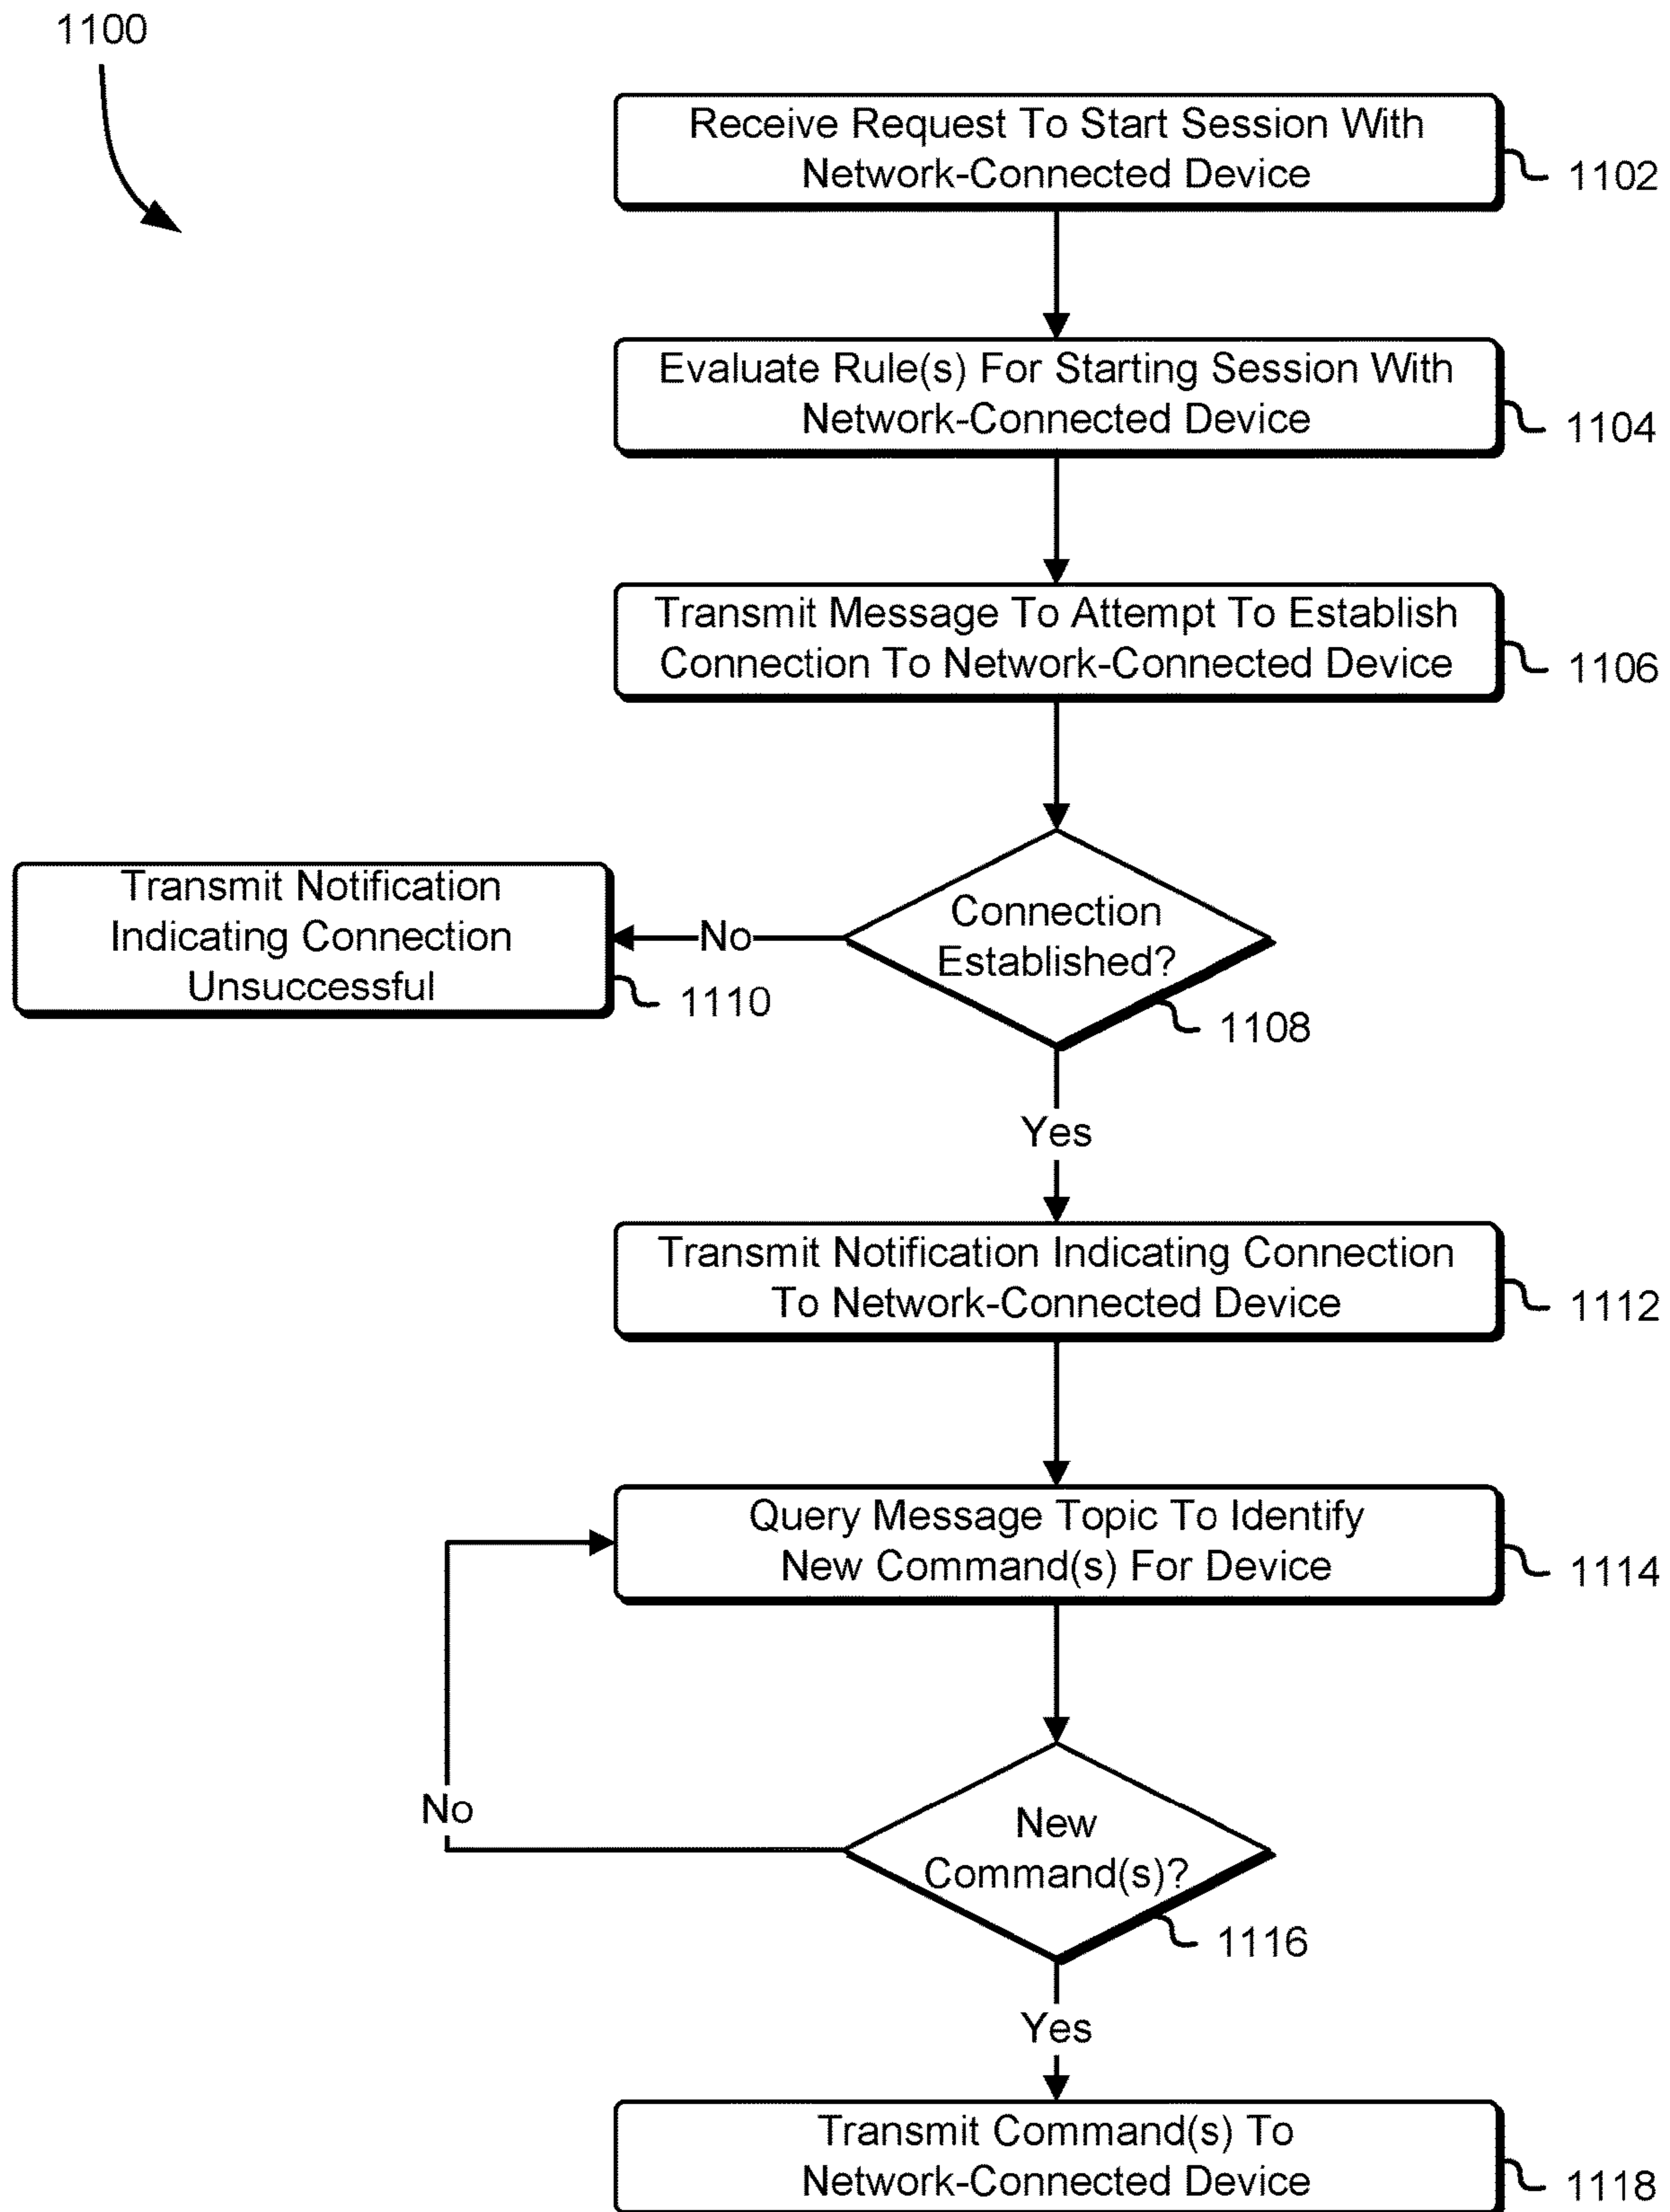 1100
Receive Request To Start Session With
Network-Connected Device
1102
Evaluate Rule(s) For Starting Session With
Network-Connected Device
1104
Transmit Message To Attempt To Establish
Connection To Network-Connected Device
1106
Transmit Notification
Indicating Connection
Unsuccessful
1110
No
Connection
Established?
1108
Yes
Transmit Notification Indicating Connection
To Network-Connected Device
1112
Query Message Topic To Identify
New Command(s) For Device
1114
No
New
Command(s)?
1116
Yes
Transmit Command(s) To
Network-Connected Device
1118